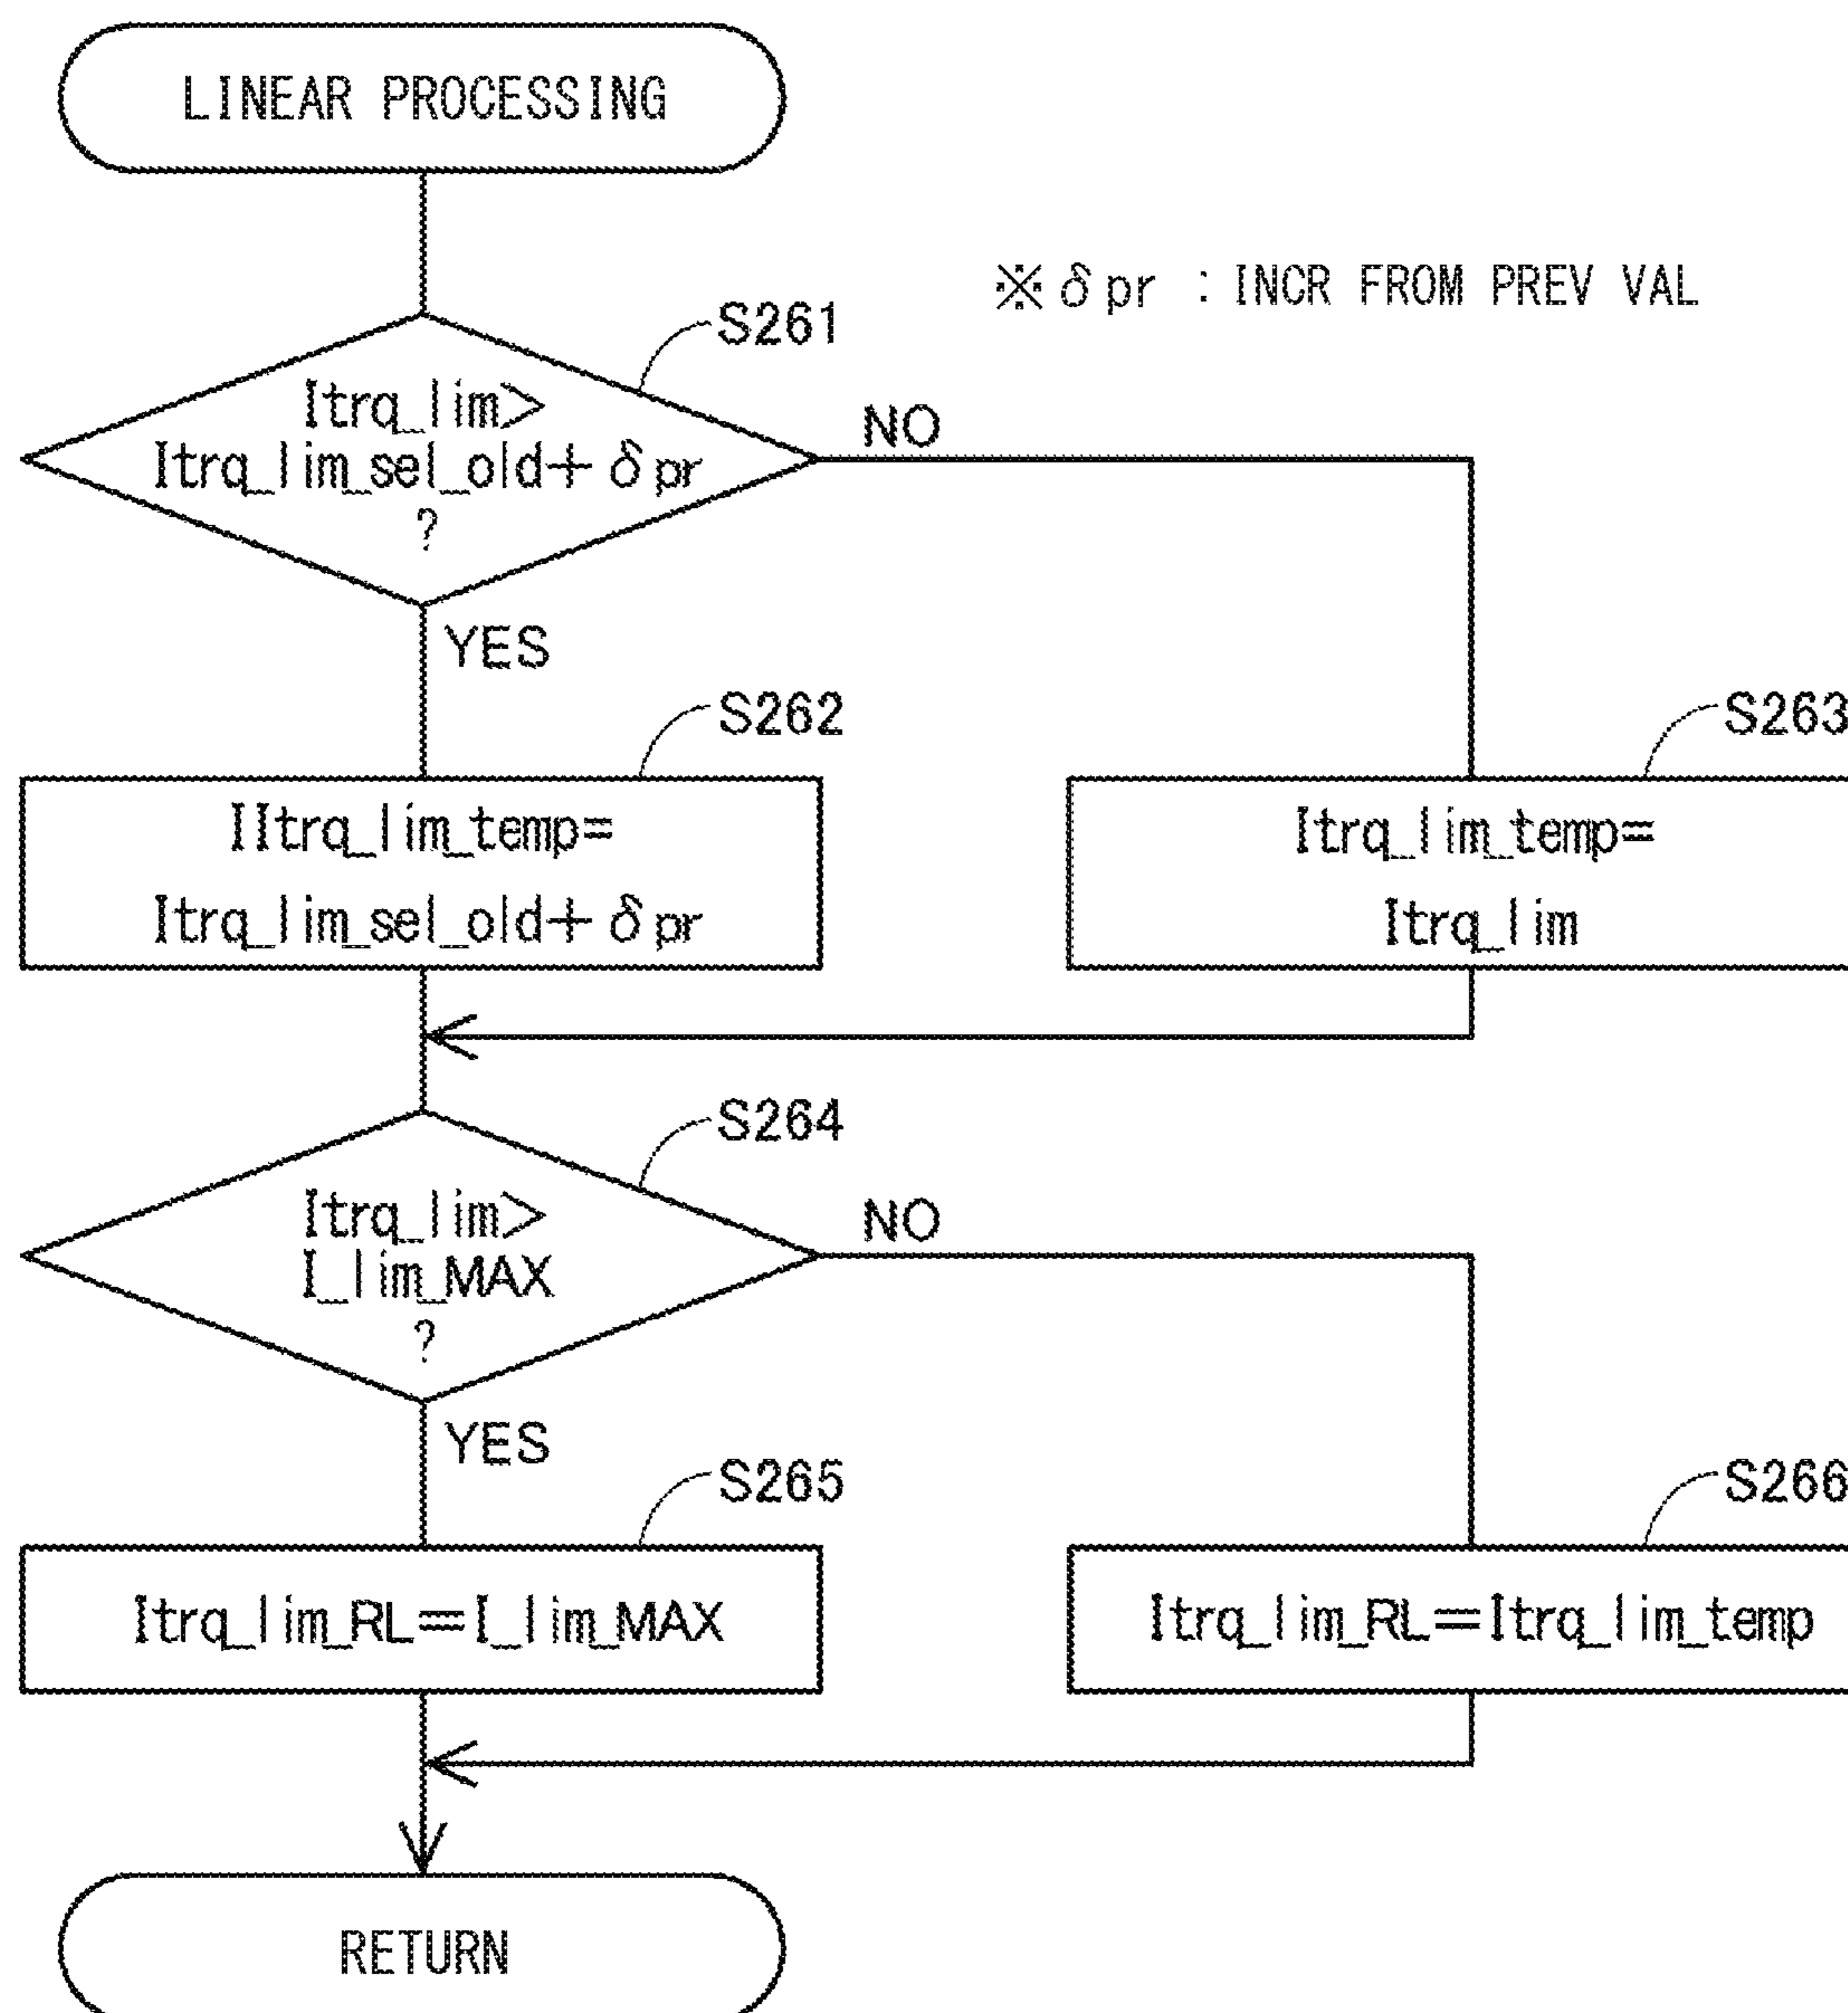 LINEAR PROCESSING
※δpr : INCR FROM PREV VAL
S261
Itrq_lim>
Itrq_lim_sel_old+δpr
?
NO
YES
S262
IItrq_lim_temp=
Itrq_lim_sel_old+δpr
S263
Itrq_lim_temp=
Itrq_lim
S264
Itrq_lim>
I_lim_MAX
?
NO
YES
S265
Itrq_lim_RL=I_lim_MAX
S266
Itrq_lim_RL=Itrq_lim_temp
RETURN